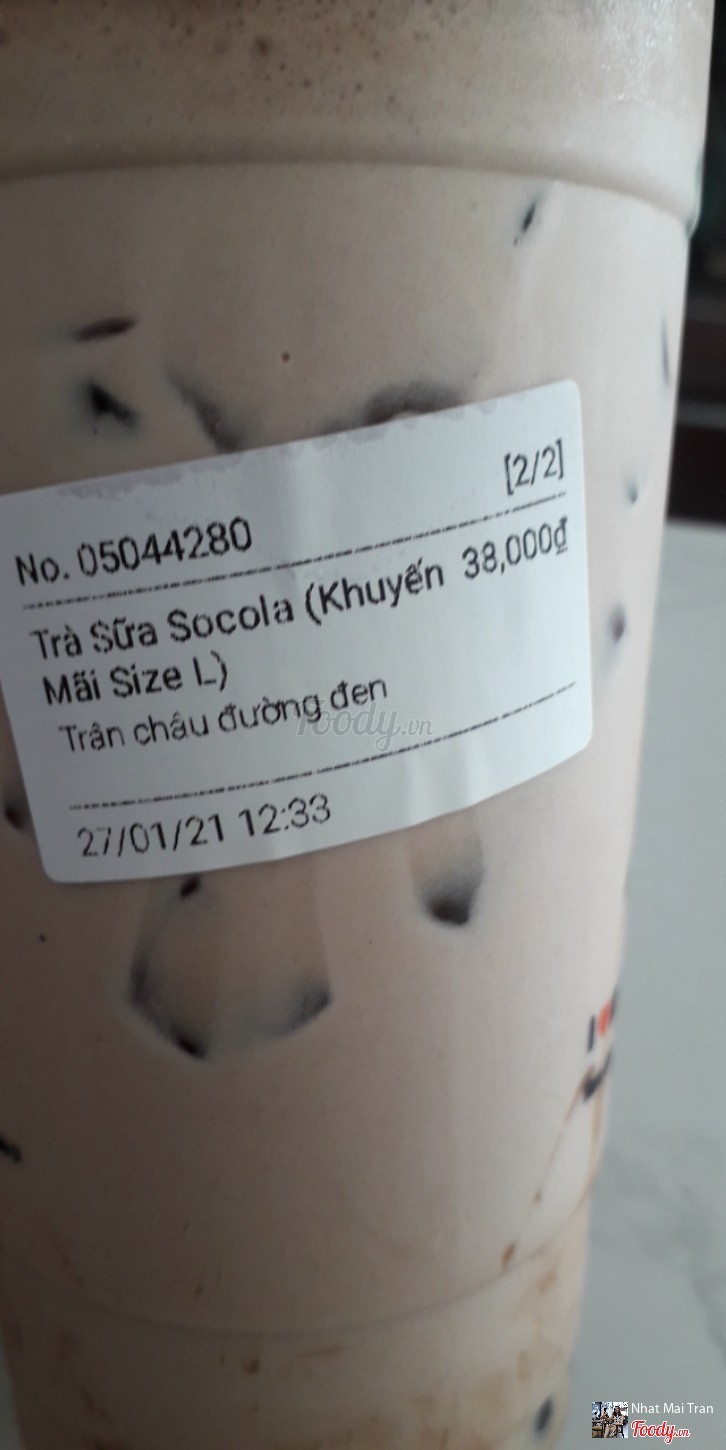 [2/2]
No. 05044280
Trà Sữa Socola (Khuyến 38,000₫
Mãi Size L)
Trân châu đường đen
foody.vn
27/01/21 12:33
I
Nhat Mai Tran
Foody.vn